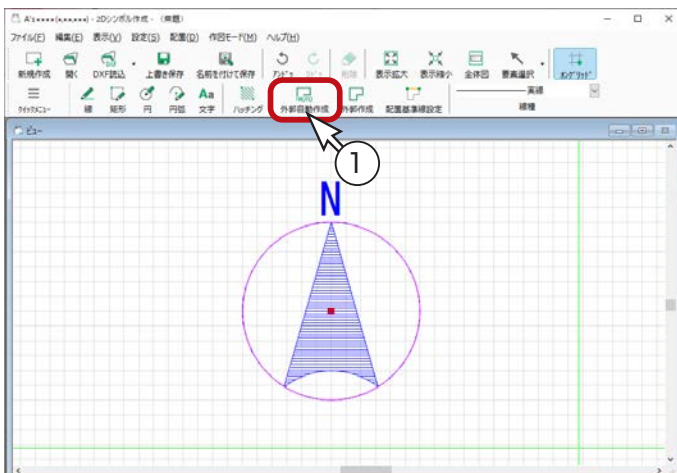 A's(x,xx,xxx) - 2Dシンボル作成 - (無題)
ファイル(F) 編集(E) 表示(V) 設定(S) 配置(D) 作図モード(M) ヘルプ(H)
新規作成 開く DXF読込 上書き保存 名前を付けて保存 アンドゥ 削除 表示拡大 表示縮小 全体図 要素選択 オングリッド
クイックメニュー 線 矩形 円 円弧 文字 ハッチング 外郭自動作成 外郭作成 配置基準線設定 実線
Aa AUTO
線種
ビュー
1
N